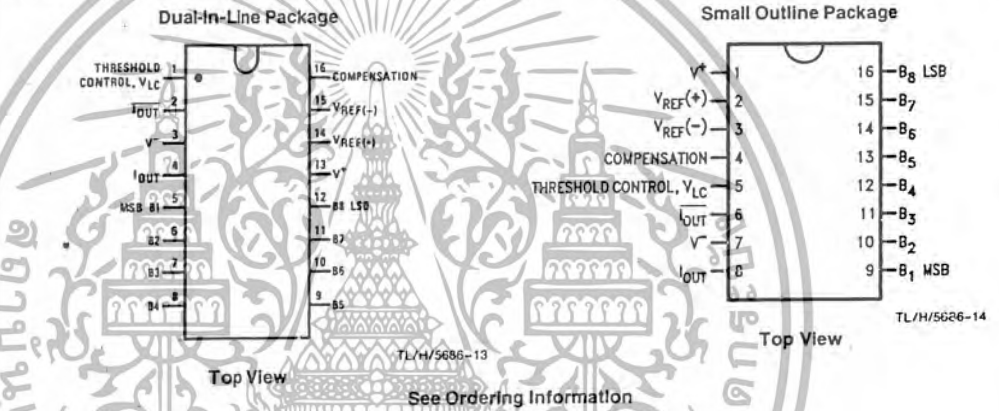 Dual-In-Line Package
THRESHOLD CONTROL, VLC 1
IOUT 2
V⁻ 3
IOUT 4
MSB B1 5
B2 6
B3 7
B4 8
16 COMPENSATION
15 VREF(-)
14 VREF(+)
13 V⁺
12 B8 LSB
11 B7
10 B6
9 B5
TL/H/5686-13
Top View
Small Outline Package
V⁺ 1
VREF(+) 2
VREF(-) 3
COMPENSATION 4
THRESHOLD CONTROL, VLC 5
IOUT 6
V⁻ 7
IOUT 8
16 B8 LSB
15 B7
14 B6
13 B5
12 B4
11 B3
10 B2
9 B1 MSB
TL/H/5686-14
Top View
See Ordering Information